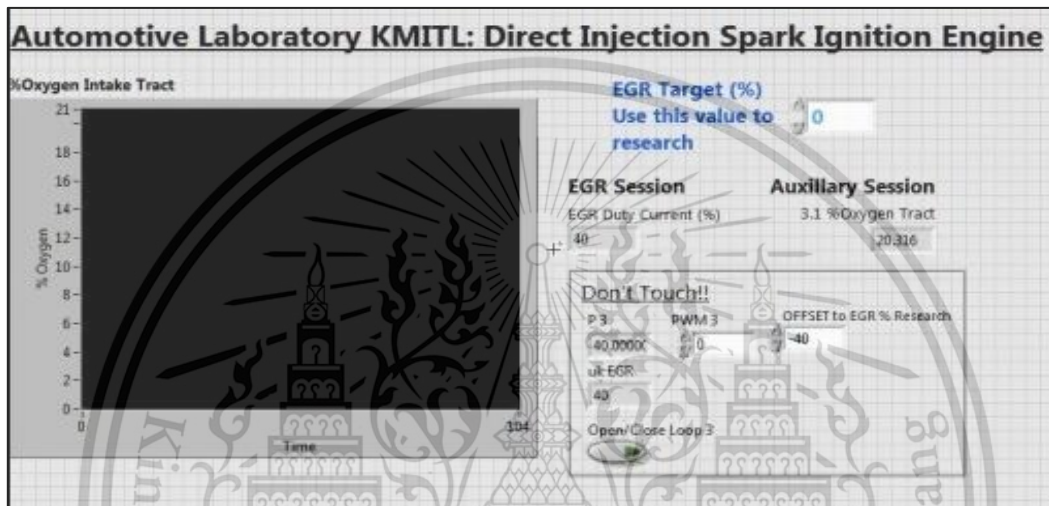 Automotive Laboratory KMITL: Direct Injection Spark Ignition Engine
%Oxygen Intake Tract
21
18
16
14
12
10
8
6
4
2
0
% Oxygen
0
104
Time
EGR Target (%)
Use this value to
research
0
EGR Session
EGR Duty Current (%)
40
Auxillary Session
3.1 %Oxygen Tract
20.316
Don't Touch!!
P 3
40.0000
PWM 3
0
OFFSET to EGR % Research
-40
uk EGR
40
Open/Close Loop 3